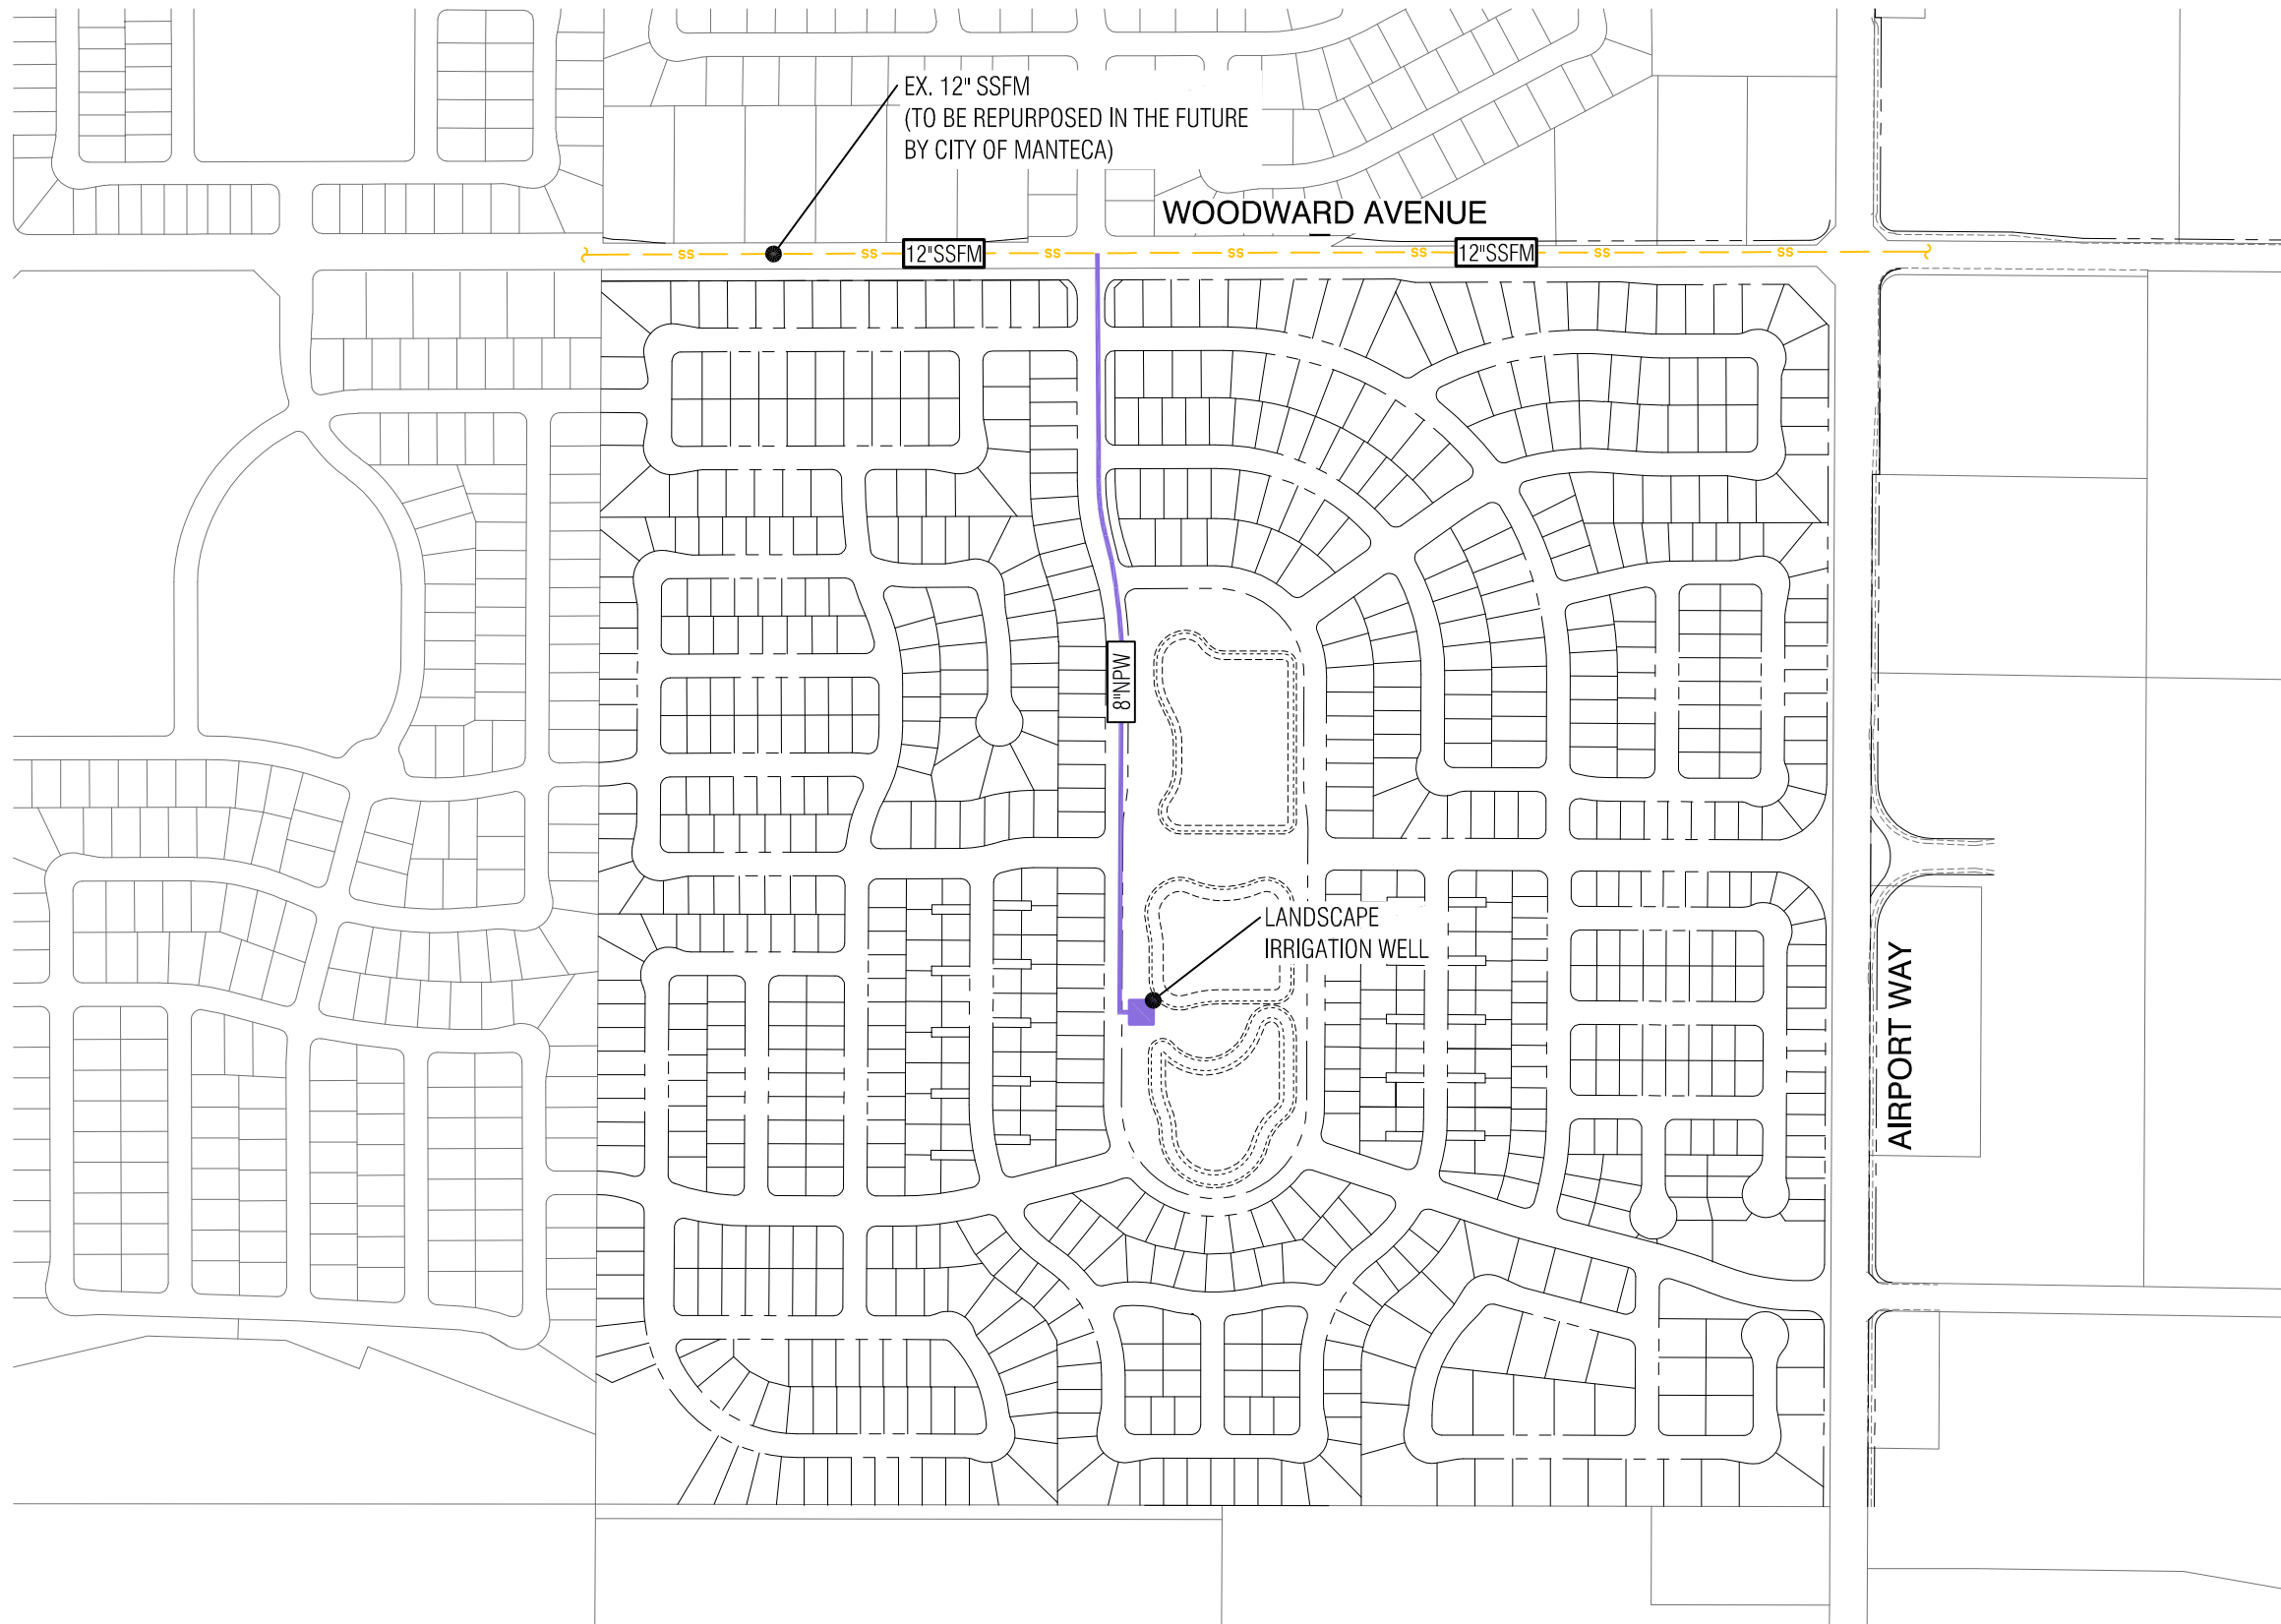 EX. 12" SSFM
(TO BE REPURPOSED IN THE FUTURE
BY CITY OF MANTECA)
WOODWARD AVENUE
SS
SS
12"SSFM
SS
SS
SS
12"SSFM
SS
SS
8"NPW
LANDSCAPE
IRRIGATION WELL
AIRPORT WAY